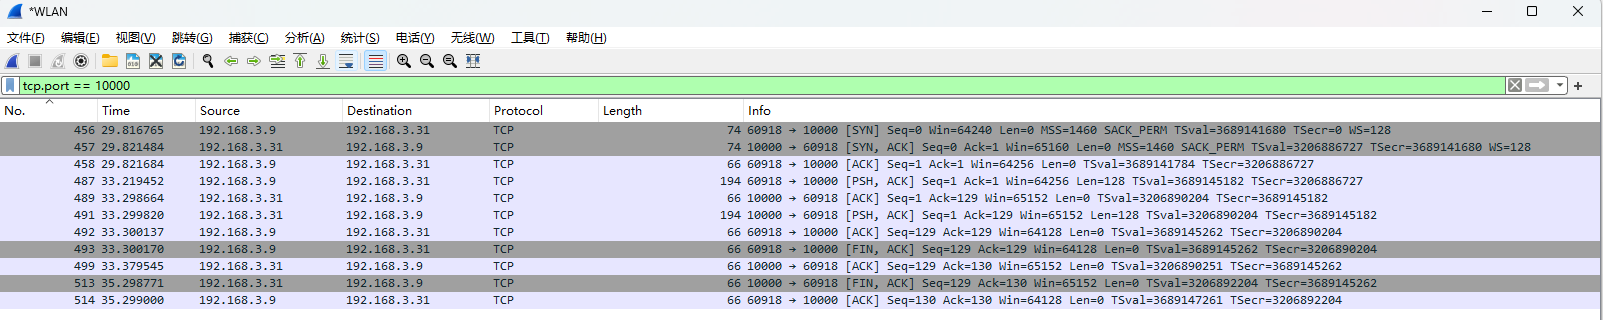 *WLAN
文件(F) 编辑(E) 视图(V) 跳转(G) 捕获(C) 分析(A) 统计(S) 电话(Y) 无线(W) 工具(T) 帮助(H)
tcp.port == 10000
No. Time Source Destination Protocol Length Info
456 29.816765 192.168.3.9 192.168.3.31 TCP 74 60918 → 10000 [SYN] Seq=0 Win=64240 Len=0 MSS=1460 SACK_PERM TSval=3689141680 TSecr=0 WS=128
457 29.821484 192.168.3.31 192.168.3.9 TCP 74 10000 → 60918 [SYN, ACK] Seq=0 Ack=1 Win=65160 Len=0 MSS=1460 SACK_PERM TSval=3206886727 TSecr=3689141680 WS=128
458 29.821684 192.168.3.9 192.168.3.31 TCP 66 60918 → 10000 [ACK] Seq=1 Ack=1 Win=64256 Len=0 TSval=3689141784 TSecr=3206886727
487 33.219452 192.168.3.9 192.168.3.31 TCP 194 60918 → 10000 [PSH, ACK] Seq=1 Ack=1 Win=64256 Len=128 TSval=3689145182 TSecr=3206886727
489 33.298664 192.168.3.31 192.168.3.9 TCP 66 10000 → 60918 [ACK] Seq=1 Ack=129 Win=65152 Len=0 TSval=3206890204 TSecr=3689145182
491 33.299820 192.168.3.31 192.168.3.9 TCP 194 10000 → 60918 [PSH, ACK] Seq=1 Ack=129 Win=65152 Len=128 TSval=3206890204 TSecr=3689145182
492 33.300137 192.168.3.9 192.168.3.31 TCP 66 60918 → 10000 [ACK] Seq=129 Ack=129 Win=64128 Len=0 TSval=3689145262 TSecr=3206890204
493 33.300170 192.168.3.9 192.168.3.31 TCP 66 60918 → 10000 [FIN, ACK] Seq=129 Ack=129 Win=64128 Len=0 TSval=3689145262 TSecr=3206890204
499 33.379545 192.168.3.31 192.168.3.9 TCP 66 10000 → 60918 [ACK] Seq=129 Ack=130 Win=65152 Len=0 TSval=3206890251 TSecr=3689145262
513 35.298771 192.168.3.31 192.168.3.9 TCP 66 10000 → 60918 [FIN, ACK] Seq=129 Ack=130 Win=65152 Len=0 TSval=3206892204 TSecr=3689145262
514 35.299000 192.168.3.9 192.168.3.31 TCP 66 60918 → 10000 [ACK] Seq=130 Ack=130 Win=64128 Len=0 TSval=3689147261 TSecr=3206892204